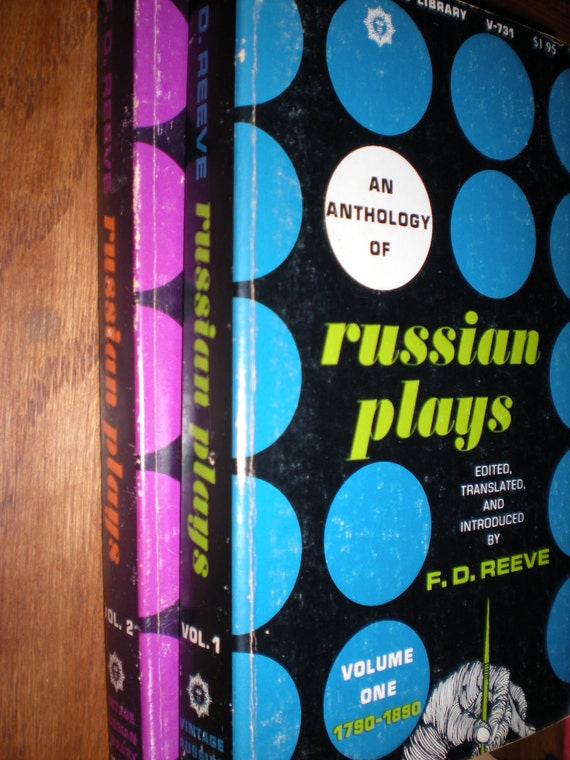 LIBRARY V-731
$1.95
AN
ANTHOLOGY
OF
russian
plays
EDITED,
TRANSLATED,
AND
INTRODUCED
BY
F. D. REEVE
VOLUME
ONE
1790-1890
F. D. REEVE russian plays VOL. 2
D. REEVE russian plays VOL. 1
VINTAGE